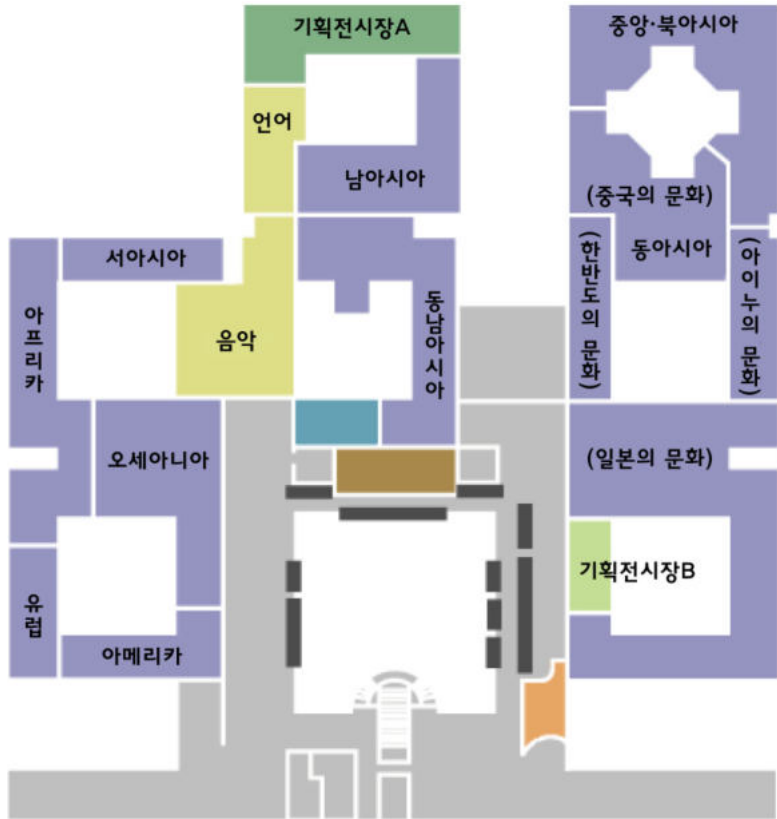 기획전시장A
중앙·북아시아
언어
남아시아
(중국의 문화)
동아시아
(한반도의 문화)
(아이누의 문화)
서아시아
아프리카
음악
동남아시아
오세아니아
(일본의 문화)
기획전시장B
유럽
아메리카